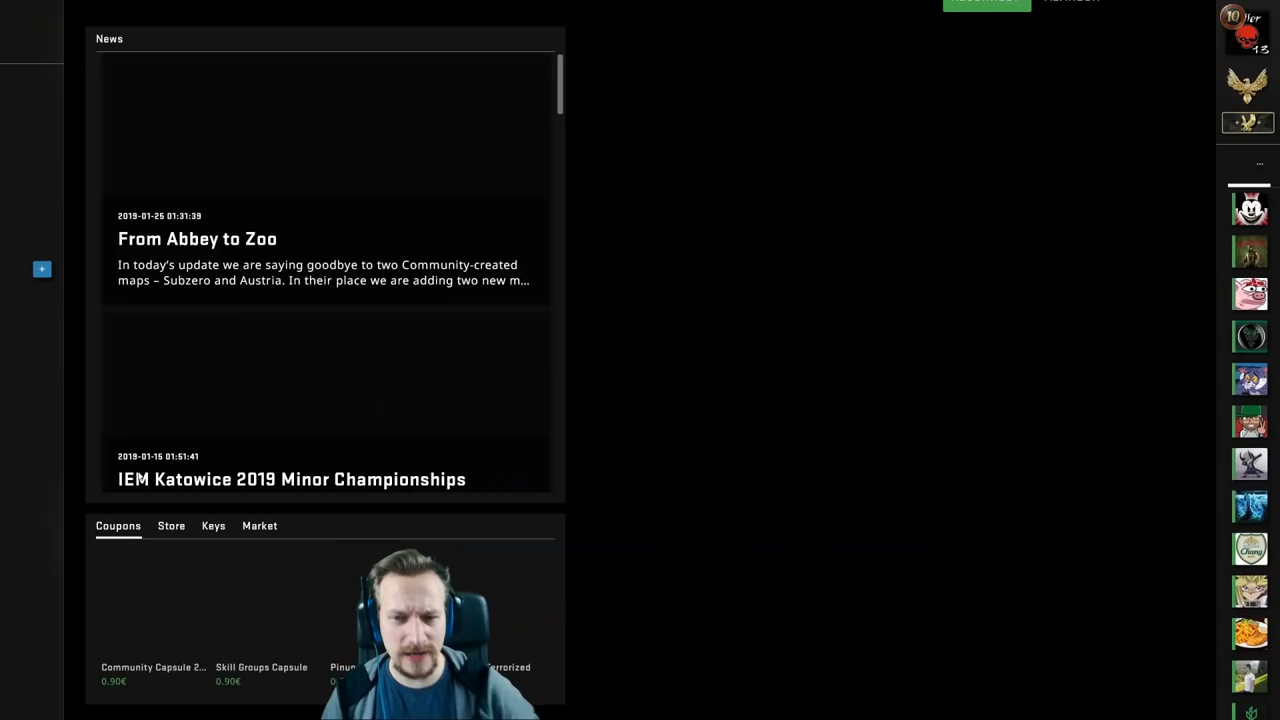 News
2019-01-25 01:31:39
From Abbey to Zoo
In today's update we are saying goodbye to two Community-created
maps – Subzero and Austria. In their place we are adding two new m...
2019-01-15 01:51:41
IEM Katowice 2019 Minor Championships
Coupons Store Keys Market
Community Capsule 2... Skill Groups Capsule
0.90€ 0.90€
10
13
...
+
Chang